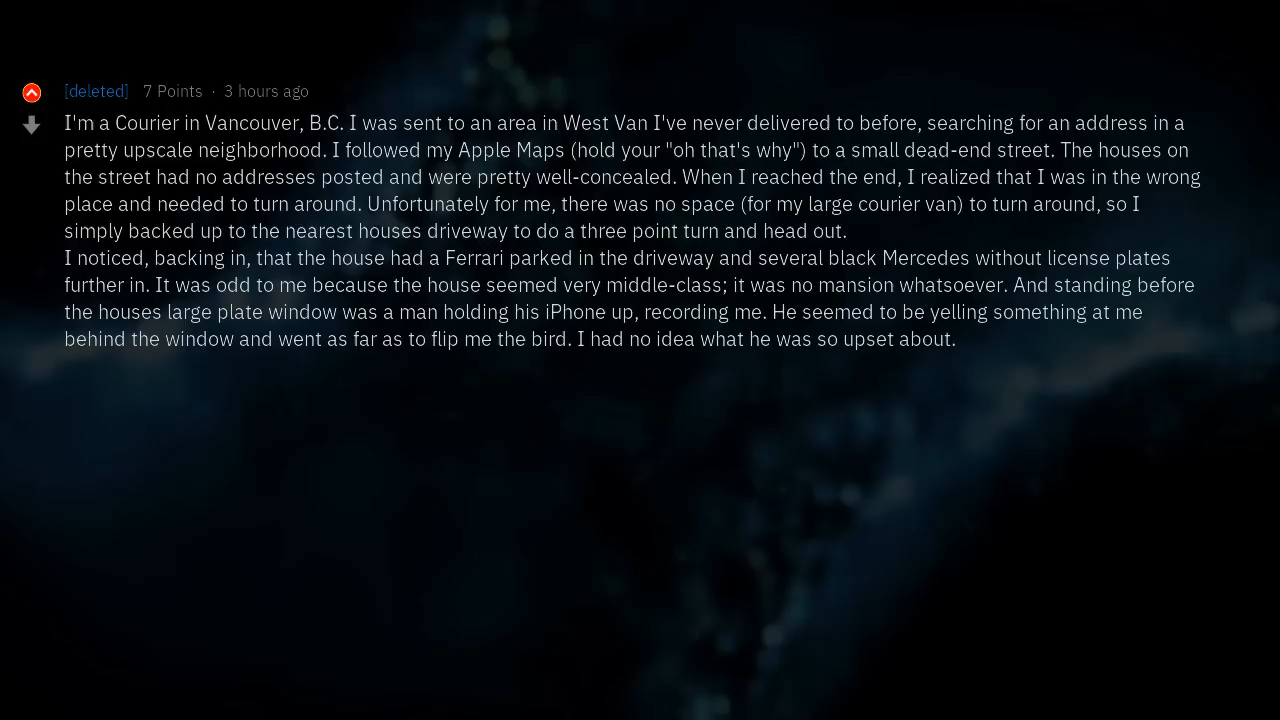 [deleted] 7 Points · 3 hours ago
I'm a Courier in Vancouver, B.C. I was sent to an area in West Van I've never delivered to before, searching for an address in a
pretty upscale neighborhood. I followed my Apple Maps (hold your "oh that's why") to a small dead-end street. The houses on
the street had no addresses posted and were pretty well-concealed. When I reached the end, I realized that I was in the wrong
place and needed to turn around. Unfortunately for me, there was no space (for my large courier van) to turn around, so I
simply backed up to the nearest houses driveway to do a three point turn and head out.
I noticed, backing in, that the house had a Ferrari parked in the driveway and several black Mercedes without license plates
further in. It was odd to me because the house seemed very middle-class; it was no mansion whatsoever. And standing before
the houses large plate window was a man holding his iPhone up, recording me. He seemed to be yelling something at me
behind the window and went as far as to flip me the bird. I had no idea what he was so upset about.